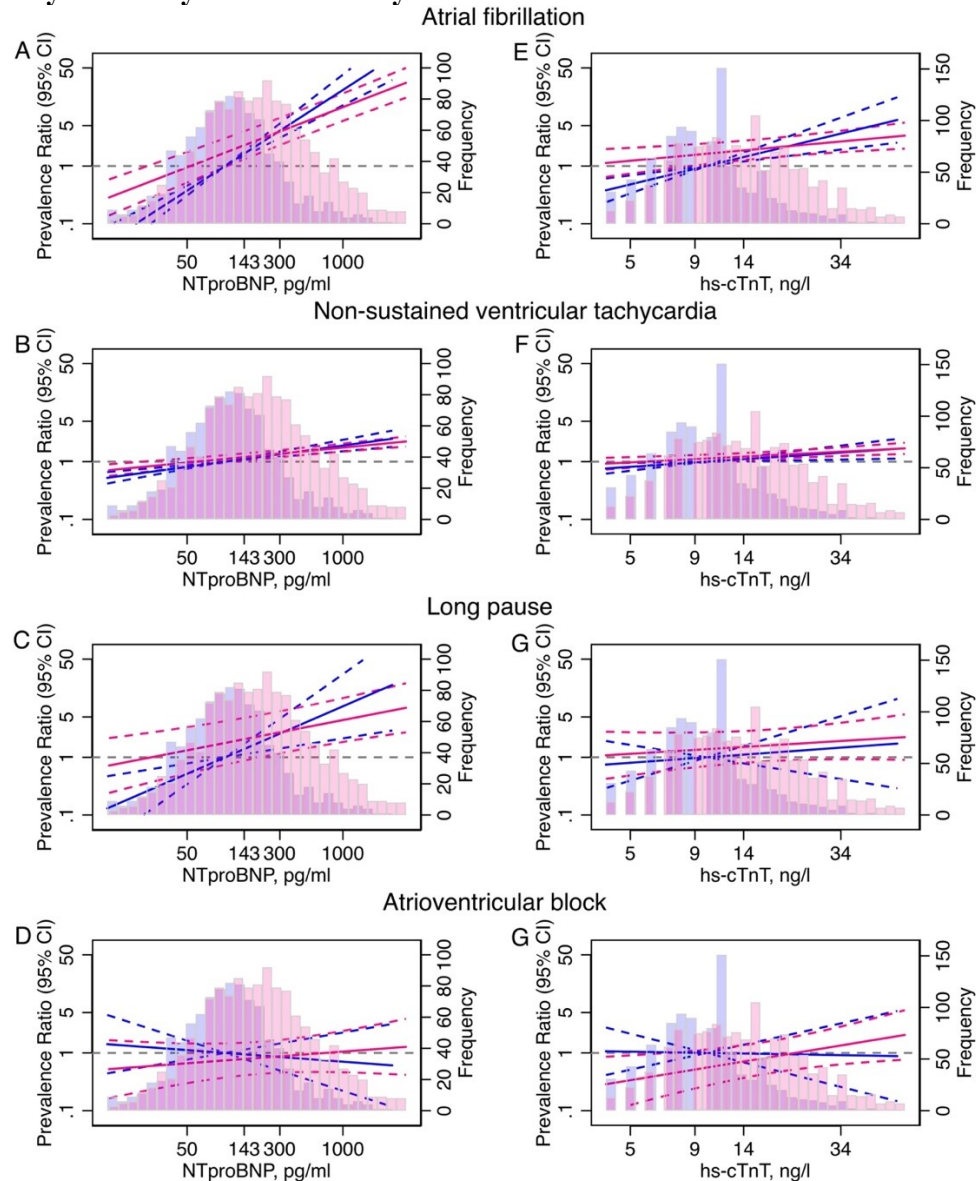 Atrial fibrillation
A
Prevalence Ratio (95% CI)
50
5
1
.1
100
80
60
40
20
0
Frequency
50 143 300 1000
NTproBNP, pg/ml
E
Prevalence Ratio (95% CI)
50
5
1
.1
150
100
50
0
Frequency
5 9 14 34
hs-cTnT, ng/l
Non-sustained ventricular tachycardia
B
Prevalence Ratio (95% CI)
50
5
1
.1
100
80
60
40
20
0
Frequency
50 143 300 1000
NTproBNP, pg/ml
F
Prevalence Ratio (95% CI)
50
5
1
.1
150
100
50
0
Frequency
5 9 14 34
hs-cTnT, ng/l
Long pause
C
Prevalence Ratio (95% CI)
50
5
1
.1
100
80
60
40
20
0
Frequency
50 143 300 1000
NTproBNP, pg/ml
G
Prevalence Ratio (95% CI)
50
5
1
.1
150
100
50
0
Frequency
5 9 14 34
hs-cTnT, ng/l
Atrioventricular block
D
Prevalence Ratio (95% CI)
50
5
1
.1
100
80
60
40
20
0
Frequency
50 143 300 1000
NTproBNP, pg/ml
G
Prevalence Ratio (95% CI)
50
5
1
.1
150
100
50
0
Frequency
5 9 14 34
hs-cTnT, ng/l